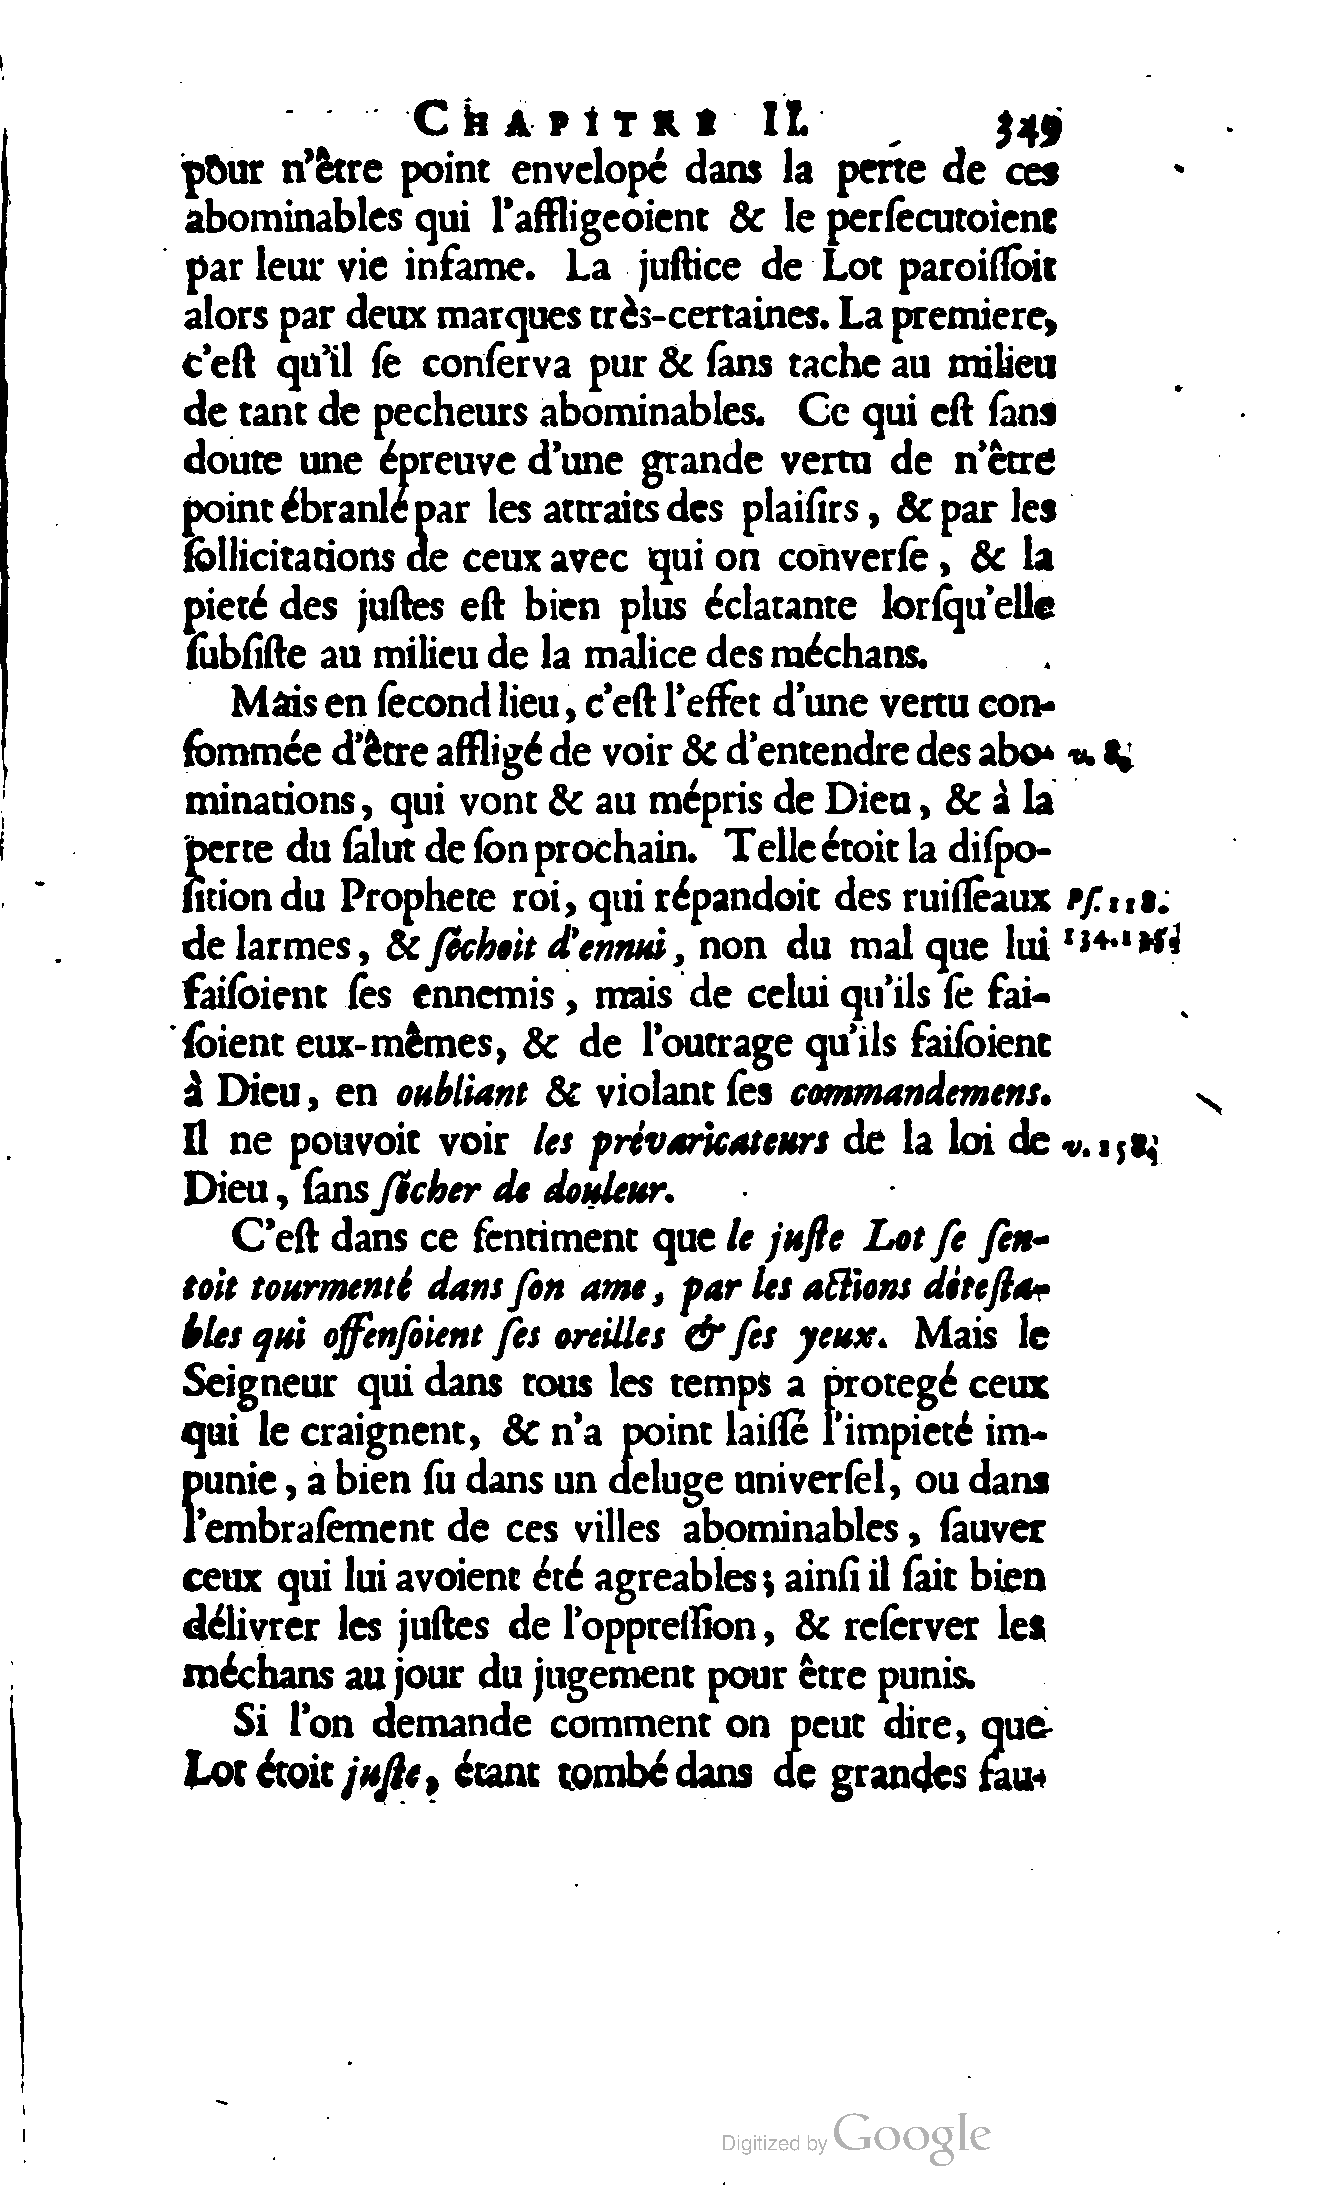 CHAPITRE II. 349
pour n'être point envelopé dans la perte de ces
abominables qui l'affligeoient & le perſecutoient
par leur vie infame. La juſtice de Lot paroiſſoit
alors par deux marques très-certaines. La premiere,
c'eſt qu'il ſe conſerva pur & ſans tache au milieu
de tant de pecheurs abominables. Ce qui eſt ſans
doute une épreuve d'une grande vertu de n'être
point ébranlé par les attraits des plaiſirs, & par les
ſollicitations de ceux avec qui on converſe, & la
pieté des juſtes eſt bien plus éclatante lorſqu'elle
ſubſiſte au milieu de la malice des méchans.
Mais en ſecond lieu, c'eſt l'effet d'une vertu con-
ſommée d'être affligé de voir & d'entendre des abo- v. 8.
minations, qui vont & au mépris de Dieu, & à la
perte du ſalut de ſon prochain. Telle étoit la diſpo-
ſition du Prophete roi, qui répandoit des ruiſſeaux Pſ. 118.
de larmes, & ſéchoit d'ennui, non du mal que lui
faiſoient ſes ennemis, mais de celui qu'ils ſe fai-
ſoient eux-mêmes, & de l'outrage qu'ils faiſoient
à Dieu, en oubliant & violant ſes commandemens.
Il ne pouvoit voir les prévaricateurs de la loi de v. 158.
Dieu, ſans ſécher de douleur.
C'eſt dans ce ſentiment que le juſte Lot ſe ſen-
toit tourmenté dans ſon ame, par les actions déteſta-
bles qui offenſoient ſes oreilles & ſes yeux. Mais le
Seigneur qui dans tous les temps a protegé ceux
qui le craignent, & n'a point laiſſé l'impieté im-
punie, a bien ſu dans un deluge univerſel, ou dans
l'embraſement de ces villes abominables, ſauver
ceux qui lui avoient été agreables; ainſi il ſait bien
délivrer les juſtes de l'oppreſſion, & reſerver les
méchans au jour du jugement pour être punis.
Si l'on demande comment on peut dire, que
Lot étoit juſte, étant tombé dans de grandes fau-
Digitized by Google